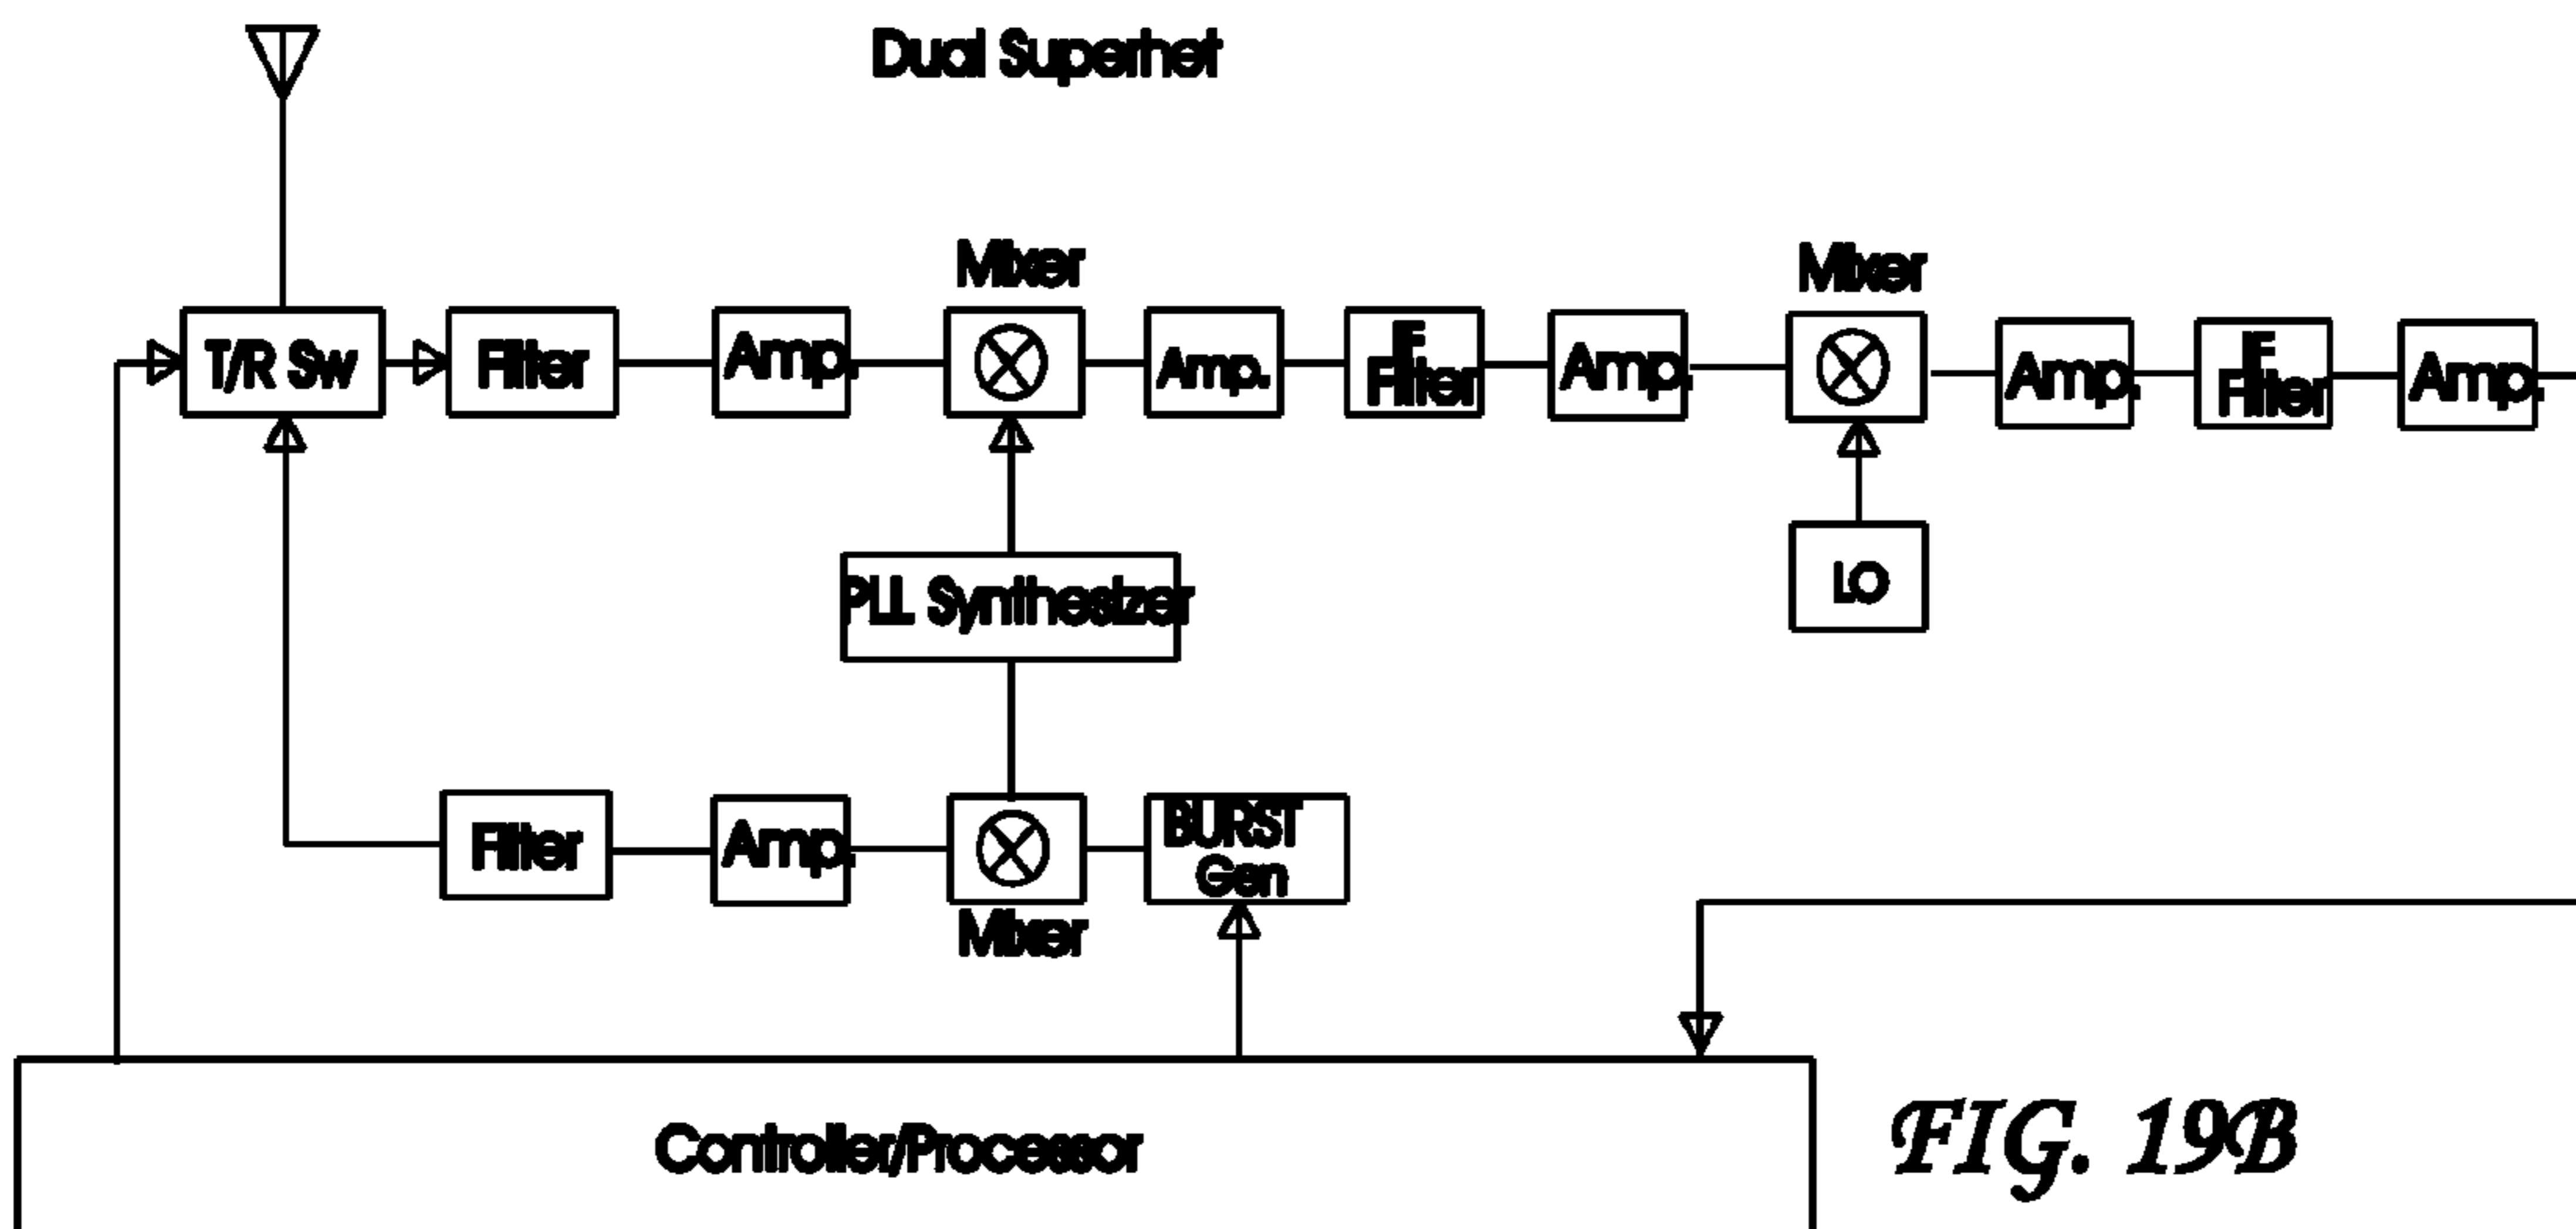 Dual Superhet
Mixer
Mixer
T/R Sw
Filter
Amp.
Amp.
IF
Filter
Amp.
Amp.
IF
Filter
Amp.
PLL Synthesizer
LO
Filter
Amp.
BURST
Gen
Mixer
Controller/Processor
FIG. 19B